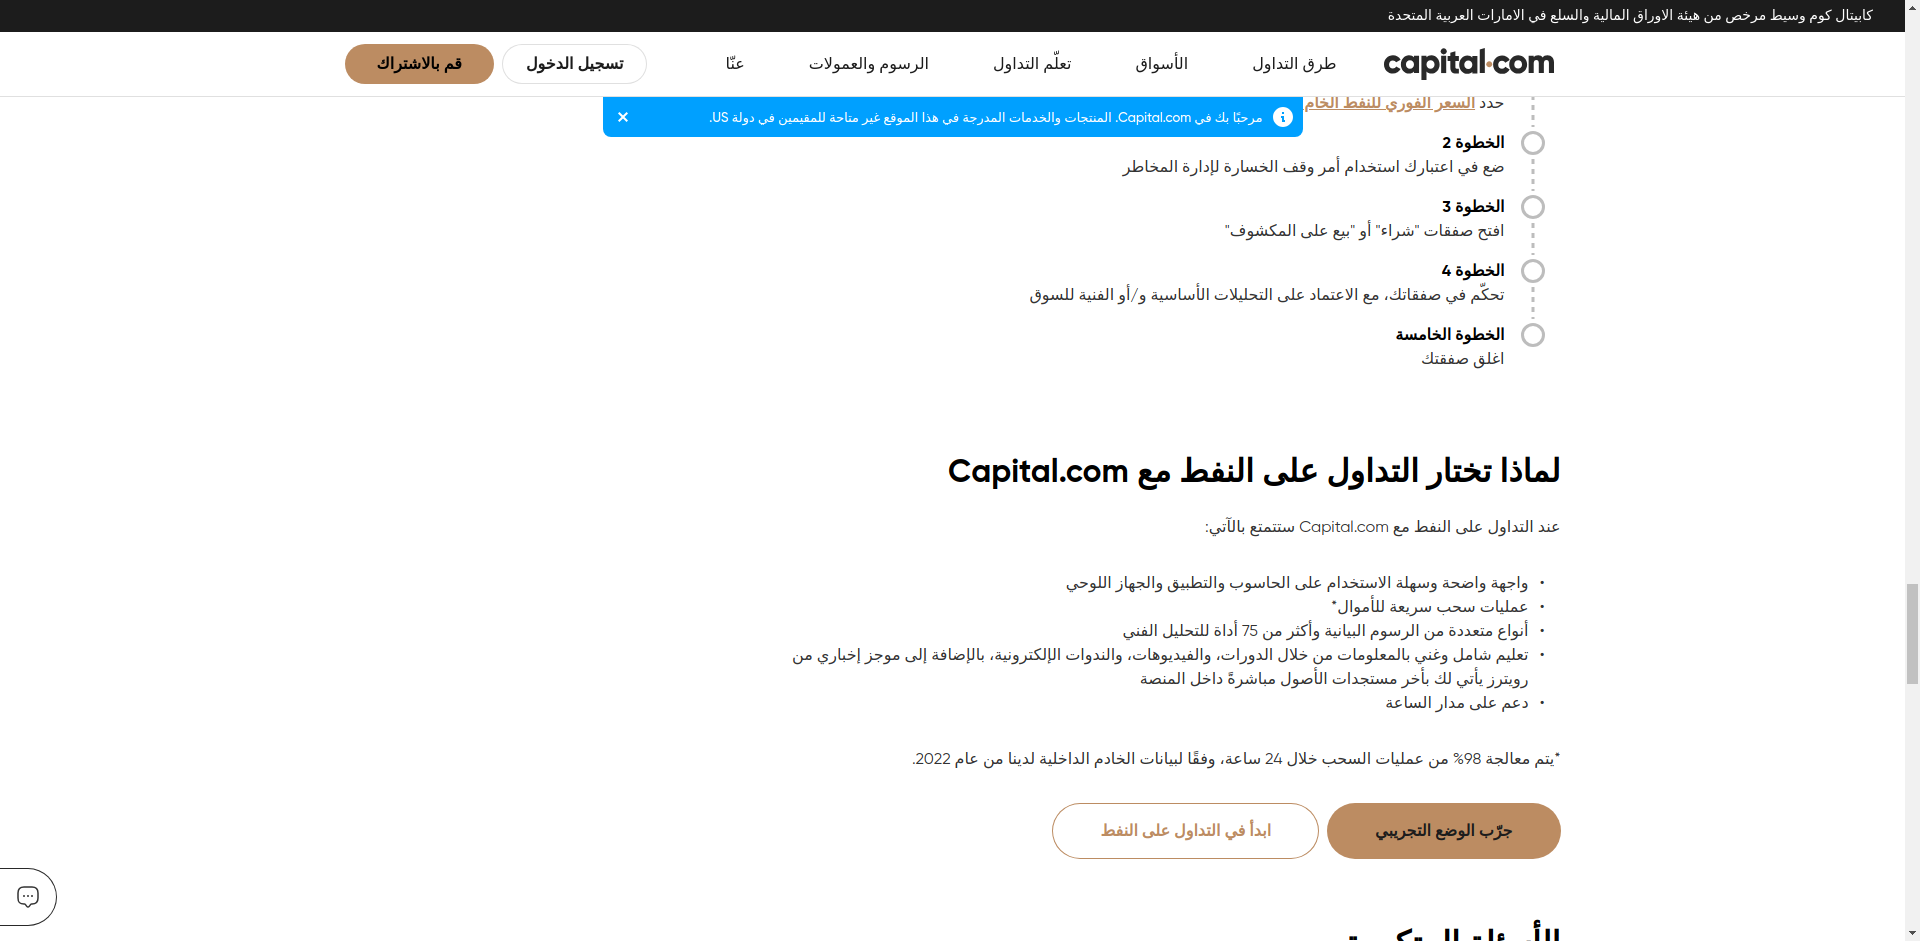 كابيتال كوم وسيط مرخص من هيئة الاوراق المالية والسلع في الامارات العربية المتحدة
capital.com
طرق التداول
الأسواق
تعلّم التداول
الرسوم والعمولات
عنّا
تسجيل الدخول
قم بالاشتراك
حدد السعر الفوري للنفط الخام
مرحبًا بك في Capital.com. المنتجات والخدمات المدرجة في هذا الموقع غير متاحة للمقيمين في دولة US.
الخطوة 2
ضع في اعتبارك استخدام أمر وقف الخسارة لإدارة المخاطر
الخطوة 3
افتح صفقات "شراء" أو "بيع على المكشوف"
الخطوة 4
تحكّم في صفقاتك، مع الاعتماد على التحليلات الأساسية و/أو الفنية للسوق
الخطوة الخامسة
اغلق صفقتك
لماذا تختار التداول على النفط مع Capital.com
عند التداول على النفط مع Capital.com ستتمتع بالآتي:
• واجهة واضحة وسهلة الاستخدام على الحاسوب والتطبيق والجهاز اللوحي
• عمليات سحب سريعة للأموال*
• أنواع متعددة من الرسوم البيانية وأكثر من 75 أداة للتحليل الفني
• تعليم شامل وغني بالمعلومات من خلال الدورات، والفيديوهات، والندوات الإلكترونية، بالإضافة إلى موجز إخباري من
رويترز يأتي لك بأخر مستجدات الأصول مباشرةً داخل المنصة
• دعم على مدار الساعة
*يتم معالجة 98% من عمليات السحب خلال 24 ساعة، وفقًا لبيانات الخادم الداخلية لدينا من عام 2022.
جرّب الوضع التجريبي
ابدأ في التداول على النفط